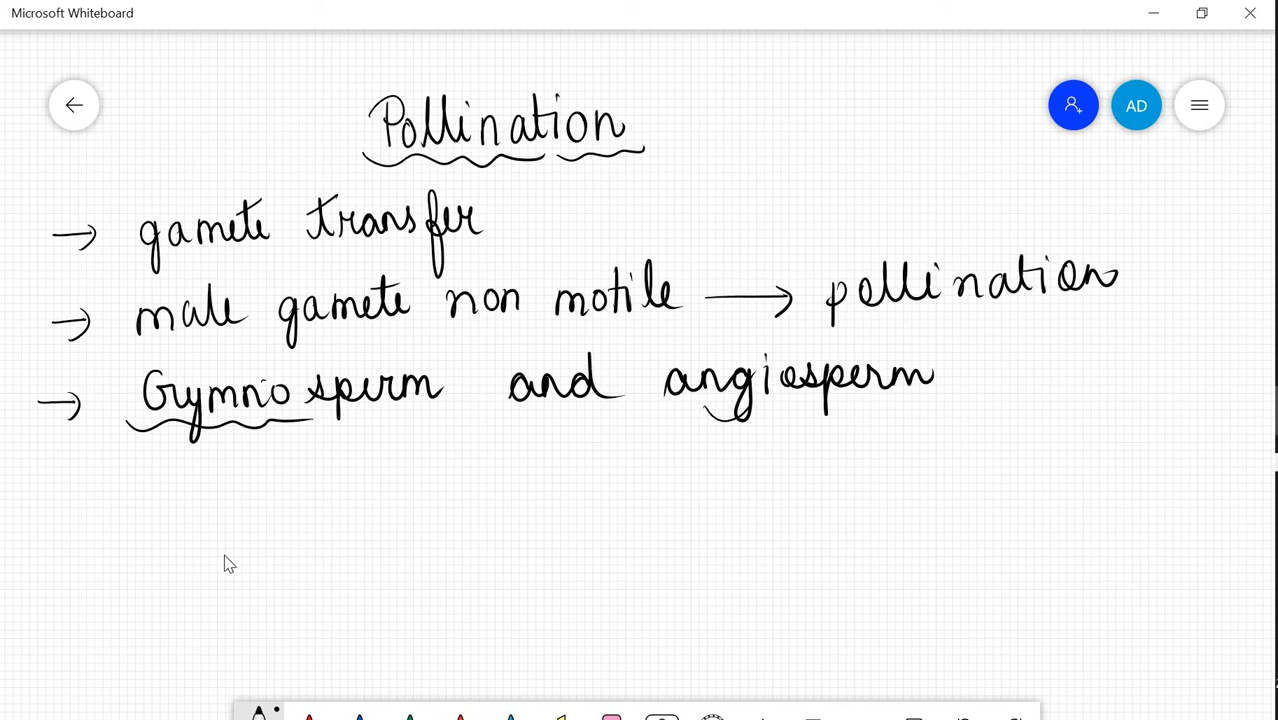 Microsoft Whiteboard
AD
Pollination
→ gamete transfer
→ male gamete non motile → pollination
→ Gymnosperm and angiosperm